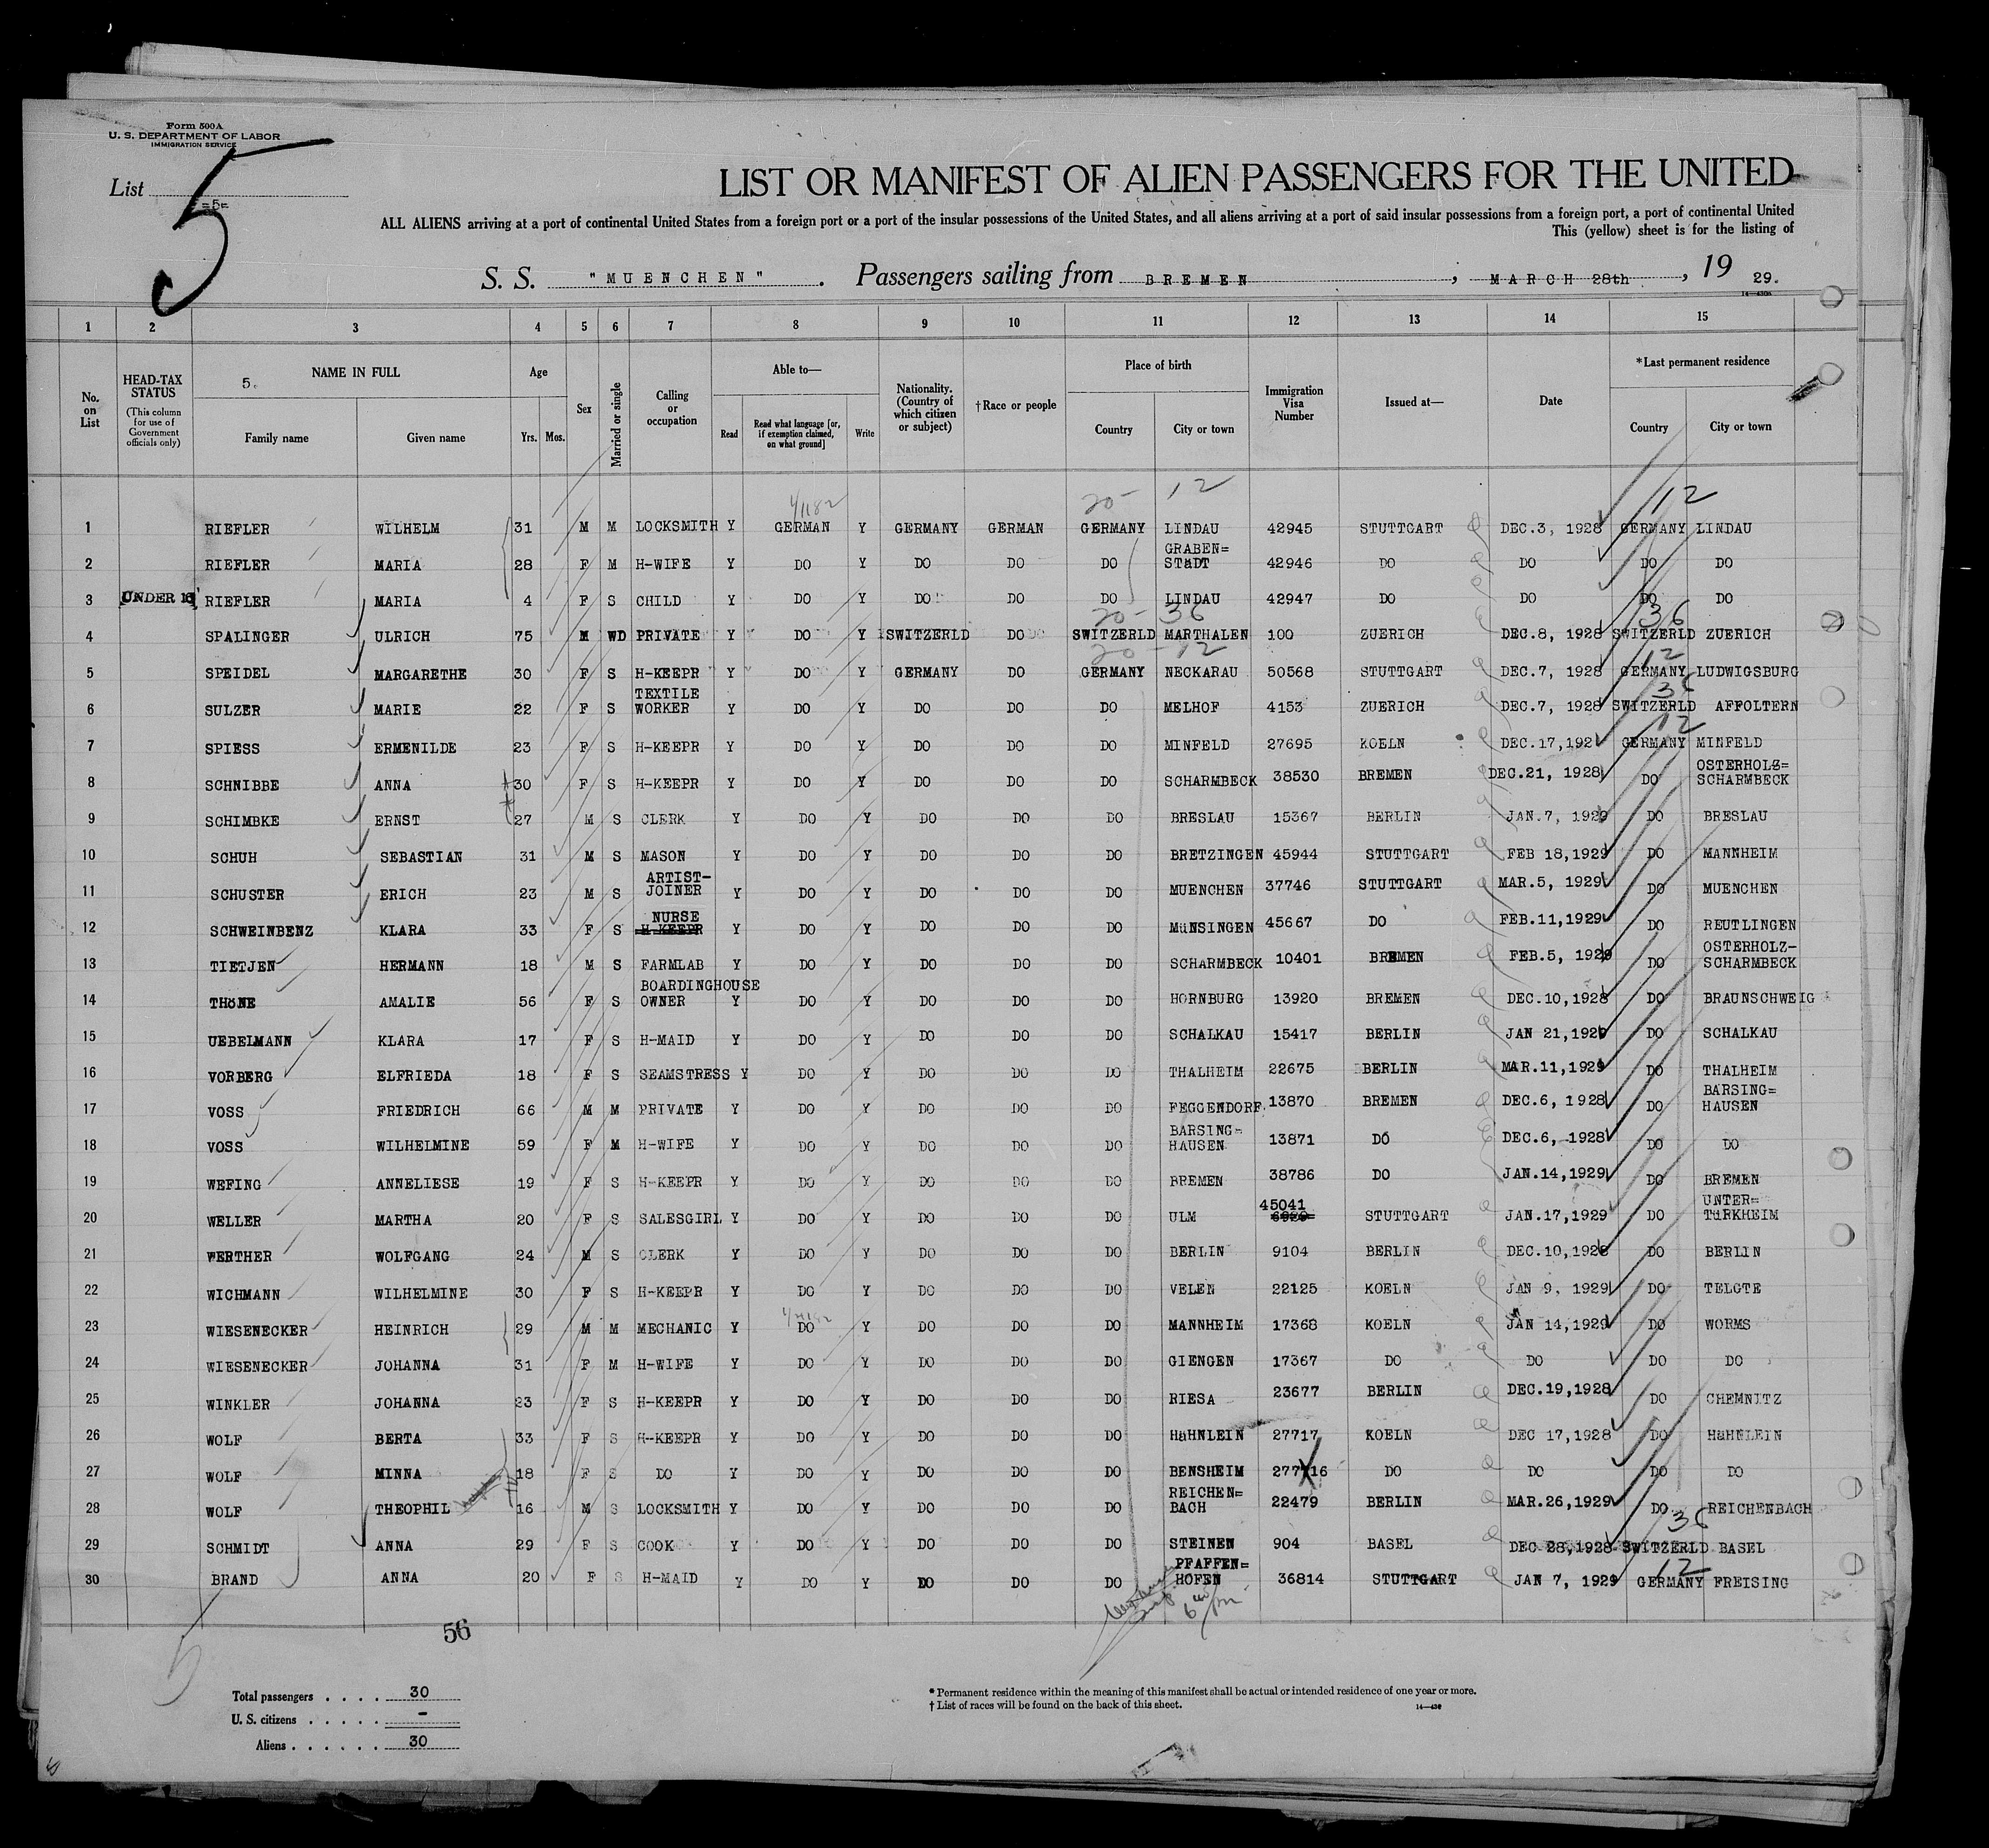 Form 500 A
U. S. DEPARTMENT OF LABOR
IMMIGRATION SERVICE
List
=5=
5
LIST OR MANIFEST OF ALIEN PASSENGERS FOR THE UNITED
ALL ALIENS arriving at a port of continental United States from a foreign port or a port of the insular possessions of the United States, and all aliens arriving at a port of said insular possessions from a foreign port, a port of continental United
This (yellow) sheet is for the listing of
S. S. "MUENCHEN" . Passengers sailing from BREMEN , MARCH 28th , 19 29.
1 2 3 4 5 6 7 8 9 10 11 12 13 14 15
No. on List
HEAD-TAX STATUS (This column for use of Government officials only)
5. NAME IN FULL
Family name Given name
Age
Yrs. Mos.
Sex
Married or single
Calling or occupation
Able to—
Read
Read what language [or, if exemption claimed, on what ground]
Write
Nationality. (Country of which citizen or subject)
†Race or people
Place of birth
Country City or town
Immigration Visa Number
Issued at—
Date
*Last permanent residence
Country City or town
20- 12 12
1 RIEFLER WILHELM 31 M M LOCKSMITH Y GERMAN Y GERMANY GERMAN GERMANY LINDAU 42945 STUTTGART DEC.3, 1928 GERMANY LINDAU
2 RIEFLER MARIA 28 F M H-WIFE Y DO Y DO DO DO GRABEN= STäDT 42946 DO DO DO DO
3 UNDER 16 RIEFLER MARIA 4 F S CHILD Y DO Y DO DO DO LINDAU 42947 DO DO DO DO
20- 36 36
4 SPALINGER ULRICH 75 M WD PRIVATE Y DO Y SWITZERLD DO SWITZERLD MARTHALEN 100 ZUERICH DEC.8, 1928 SWITZERLD ZUERICH
20-12 12
5 SPEIDEL MARGARETHE 30 F S H-KEEPR Y DO Y GERMANY DO GERMANY NECKARAU 50568 STUTTGART DEC.7, 1928 GERMANY LUDWIGSBURG
36
6 SULZER MARIE 22 F S TEXTILE WORKER Y DO Y DO DO DO MELHOF 4153 ZUERICH DEC.7, 1928 SWITZERLD AFFOLTERN
12
7 SPIESS ERMENILDE 23 F S H-KEEPR Y DO Y DO DO DO MINFELD 27695 KOELN DEC.17,192 GERMANY MINFELD
8 SCHNIBBE ANNA 30 F S H-KEEPR Y DO Y DO DO DO SCHARMBECK 38530 BREMEN DEC.21, 1928 DO OSTERHOLZ= SCHARMBECK
9 SCHIMBKE ERNST 27 M S CLERK Y DO Y DO DO DO BRESLAU 15367 BERLIN JAN.7, 1929 DO BRESLAU
10 SCHUH SEBASTIAN 31 M S MASON Y DO Y DO DO DO BRETZINGEN 45944 STUTTGART FEB 18,1929 DO MANNHEIM
11 SCHUSTER ERICH 23 M S ARTIST- JOINER Y DO Y DO DO DO MUENCHEN 37746 STUTTGART MAR.5, 1929 DO MUENCHEN
12 SCHWEINBENZ KLARA 33 F S NURSE H-KEEPR Y DO Y DO DO DO MüNSINGEN 45667 DO FEB.11,1929 DO REUTLINGEN
13 TIETJEN HERMANN 18 M S FARMLAB Y DO Y DO DO DO SCHARMBECK 10401 BREMEN FEB.5, 1929 DO OSTERHOLZ- SCHARMBECK
14 THöNE AMALIE 56 F S BOARDINGHOUSE OWNER Y DO Y DO DO DO HORNBURG 13920 BREMEN DEC.10,1928 DO BRAUNSCHWEIG
15 UEBELMANN KLARA 17 F S H-MAID Y DO Y DO DO DO SCHALKAU 15417 BERLIN JAN 21,1929 DO SCHALKAU
16 VORBERG ELFRIEDA 18 F S SEAMSTRESS Y DO Y DO DO DO THALHEIM 22675 BERLIN MAR.11,1929 DO THALHEIM
17 VOSS FRIEDRICH 66 M M PRIVATE Y DO Y DO DO DO FEGGENDORF. 13870 BREMEN DEC.6, 1928 DO BARSING= HAUSEN
18 VOSS WILHELMINE 59 F M H-WIFE Y DO Y DO DO DO BARSING= HAUSEN 13871 DO DEC.6, 1928 DO DO
19 WEFING ANNELIESE 19 F S H-KEEPR Y DO Y DO DO DO BREMEN 38786 DO JAN.14,1929 DO BREMEN
20 WELLER MARTHA 20 F S SALESGIRL Y DO Y DO DO DO ULM 45041 STUTTGART JAN.17,1929 DO UNTER= TüRKHEIM
21 WERTHER WOLFGANG 24 M S CLERK Y DO Y DO DO DO BERLIN 9104 BERLIN DEC.10,1928 DO BERLIN
22 WICHMANN WILHELMINE 30 F S H-KEEPR Y DO Y DO DO DO VELEN 22125 KOELN JAN 9, 1929 DO TELGTE
23 WIESENECKER HEINRICH 29 M M MECHANIC Y DO Y DO DO DO MANNHEIM 17368 KOELN JAN 14,1929 DO WORMS
24 WIESENECKER JOHANNA 31 F M H-WIFE Y DO Y DO DO DO GIENGEN 17367 DO DO DO DO
25 WINKLER JOHANNA 23 F S H-KEEPR Y DO Y DO DO DO RIESA 23677 BERLIN DEC.19,1928 DO CHEMNITZ
26 WOLF BERTA 33 F S H-KEEPR Y DO Y DO DO DO HäHNLEIN 27717 KOELN DEC 17,1928 DO HäHNLEIN
27 WOLF MINNA 18 F S DO Y DO Y DO DO DO BENSHEIM 277716 DO DO DO DO
28 WOLF THEOPHIL 16 M S LOCKSMITH Y DO Y DO DO DO REICHEN= BACH 22479 BERLIN MAR.26,1929 DO REICHENBACH
36
29 SCHMIDT ANNA 29 F S COOK Y DO Y DO DO DO STEINEN 904 BASEL DEC 28,1928 SWITZERLD BASEL
12
30 BRAND ANNA 20 F S H-MAID Y DO Y DO DO DO PFAFFEN= HOFEN 36814 STUTTGART JAN 7, 1929 GERMANY FREISING
56
5
Total passengers . . . . 30
U. S. citizens . . . . . -
Aliens . . . . . . 30
* Permanent residence within the meaning of this manifest shall be actual or intended residence of one year or more.
† List of races will be found on the back of this sheet.